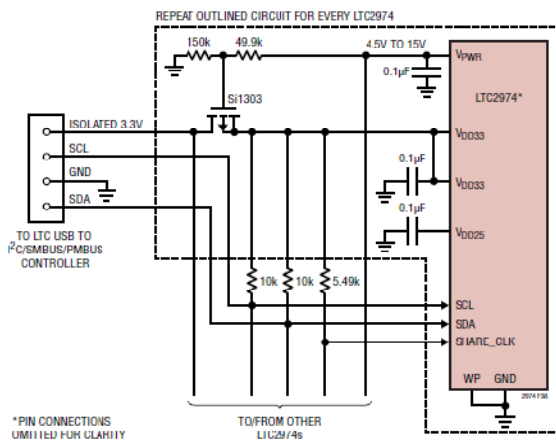 REPEAT OUTLINED CIRCUIT FOR EVERY LTC2974
150k
49.9k
4.5V TO 15V
VPWR
0.1µF
LTC2974*
Si1303
ISOLATED 3.3V
VDD33
SCL
0.1µF
GND
VDD33
SDA
0.1µF
VDD25
TO LTC USB TO
I2C/SMBUS/PMBUS
CONTROLLER
10k
10k
5.49k
SCL
SDA
SHARE_CLK
WP
GND
2974 F38
*PIN CONNECTIONS
OMITTED FOR CLARITY
TO/FROM OTHER
LTC2974s